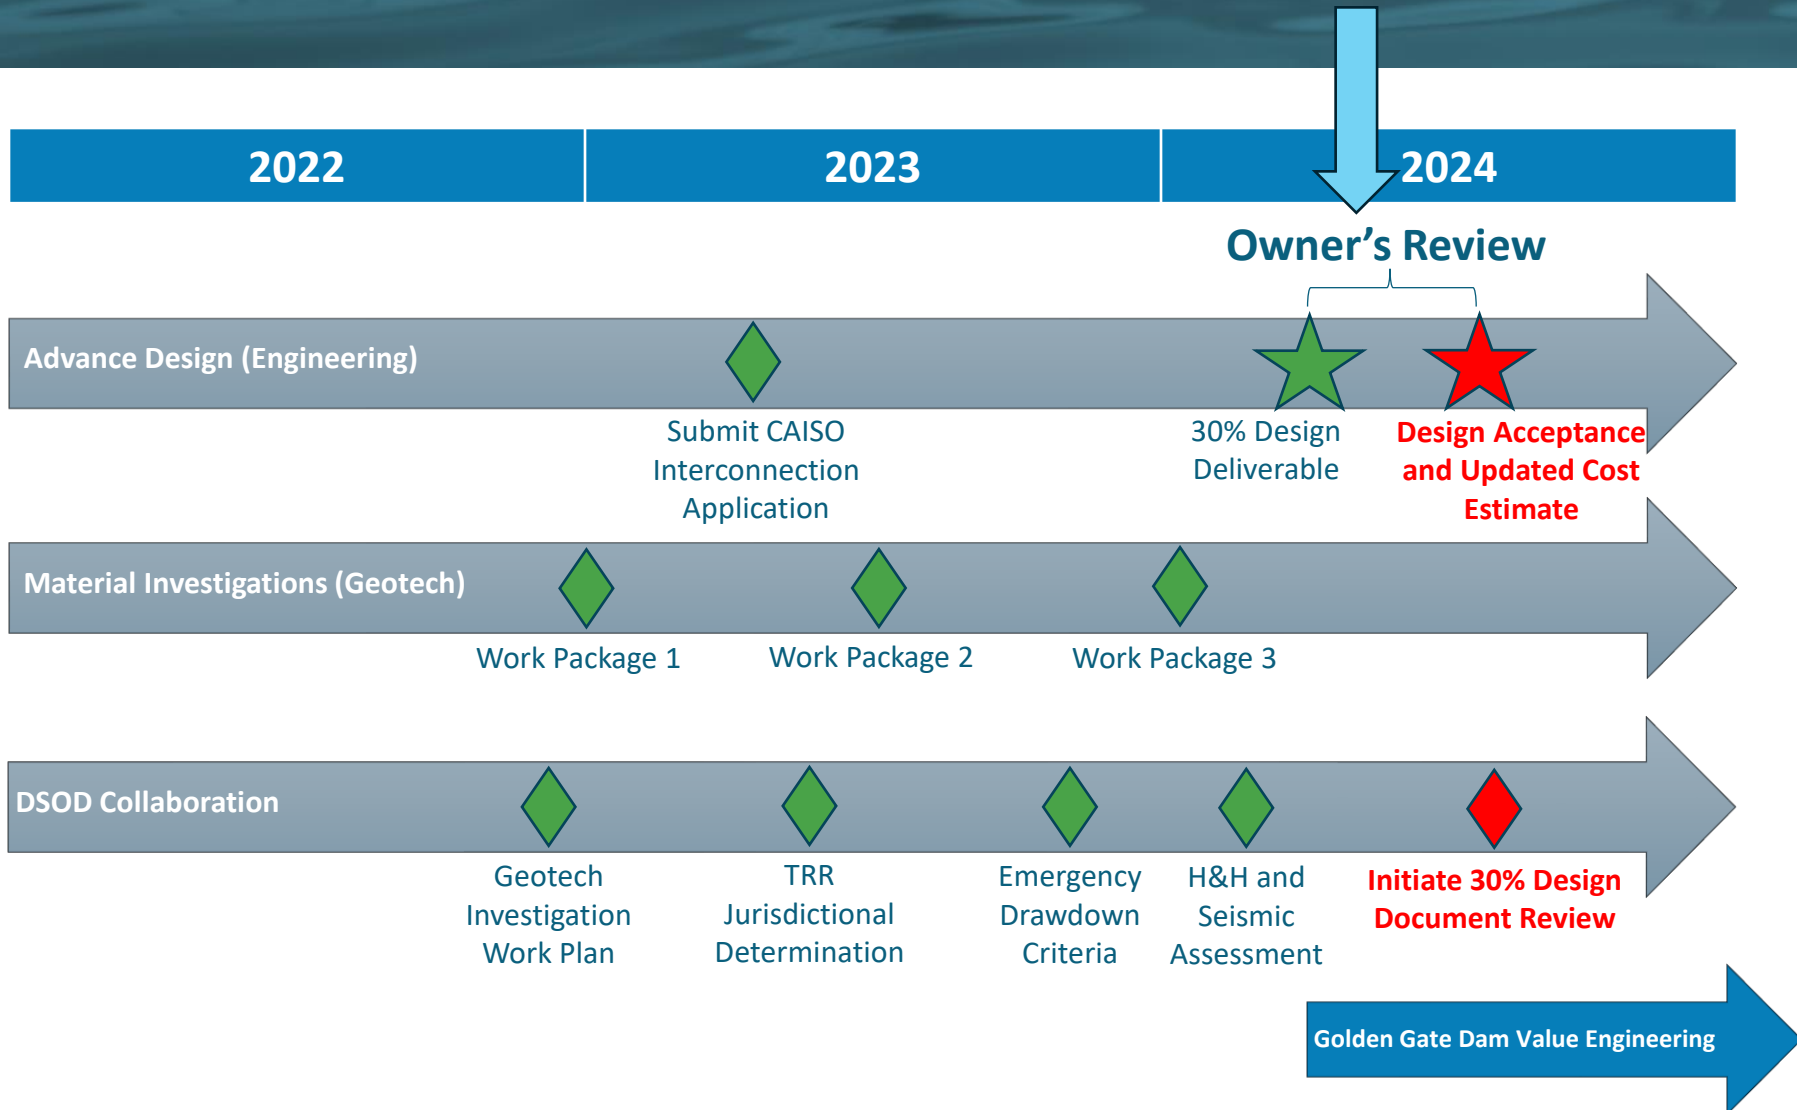 2022
2023
2024
Owner's Review
Advance Design (Engineering)
Submit CAISO
Interconnection
Application
30% Design
Deliverable
Design Acceptance
and Updated Cost
Estimate
Material Investigations (Geotech)
Work Package 1
Work Package 2
Work Package 3
DSOD Collaboration
Geotech
Investigation
Work Plan
TRR
Jurisdictional
Determination
Emergency
Drawdown
Criteria
H&H and
Seismic
Assessment
Initiate 30% Design
Document Review
Golden Gate Dam Value Engineering